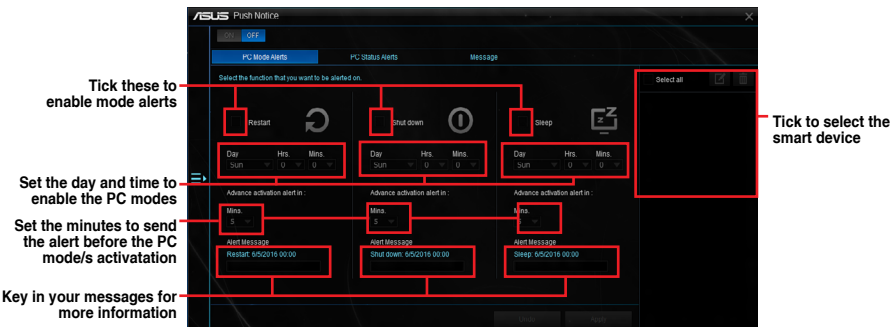 ASUS Push Notice
ON OFF
PC Mode Alerts PC Status Alerts Message
Select the function that you want to be alerted on.
Select all
Tick these to
enable mode alerts
Restart Shut down Sleep
Tick to select the
smart device
Day Hrs. Mins. Day Hrs. Mins. Day Hrs. Mins.
Sun 0 0 Sun 0 0 Sun 0 0
Set the day and time to
enable the PC modes
Advance activation alert in : Advance activation alert in : Advance activation alert in :
Mins. Mins. Mins.
5 5 5
Set the minutes to send
the alert before the PC
mode/s activatation
Alert Message Alert Message Alert Message
Restart: 6/5/2016 00:00 Shut down: 6/5/2016 00:00 Sleep: 6/5/2016 00:00
Key in your messages for
more information
Undo Apply